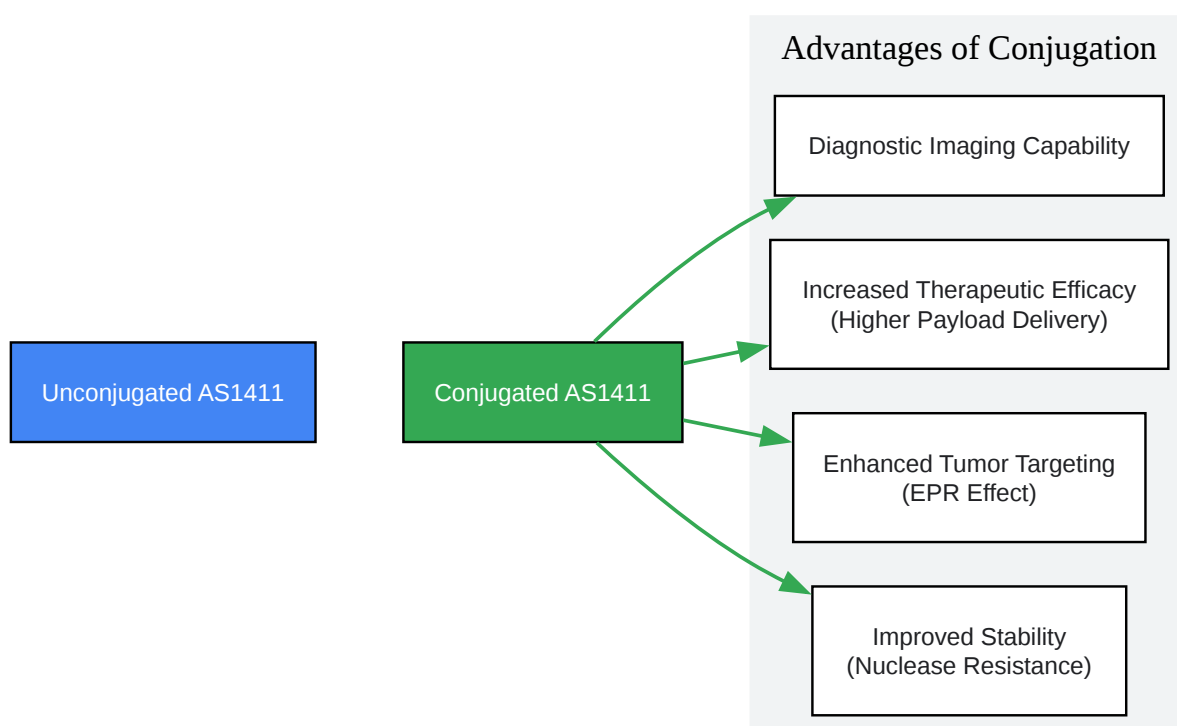 Advantages of Conjugation
Diagnostic Imaging Capability
Increased Therapeutic Efficacy
(Higher Payload Delivery)
Unconjugated AS1411
Conjugated AS1411
Enhanced Tumor Targeting
(EPR Effect)
Improved Stability
(Nuclease Resistance)